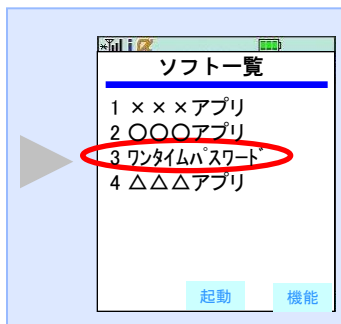 ソフト一覧
1 ×××アプリ
2 〇〇〇アプリ
3 ﾜﾝﾀｲﾑﾊﾟｽﾜｰﾄﾞ
4 △△△アプリ
起動 機能